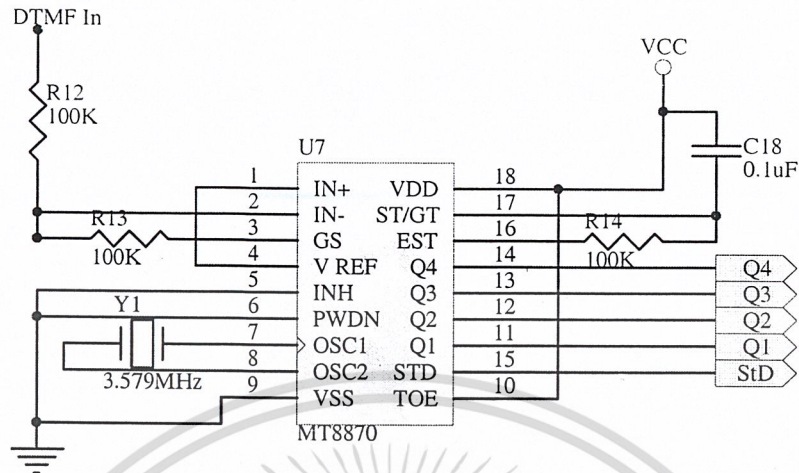 DTMF In
VCC
R12
100K
C18
0.1uF
U7
1 IN+ VDD 18
2 IN- ST/GT 17
R13
100K
3 GS EST 16
R14
100K
4 V REF Q4 14 Q4
5 INH Q3 13 Q3
6 PWDN Q2 12 Q2
Y1
3.579MHz
7 OSC1 Q1 11 Q1
8 OSC2 STD 15 StD
9 VSS TOE 10
MT8870